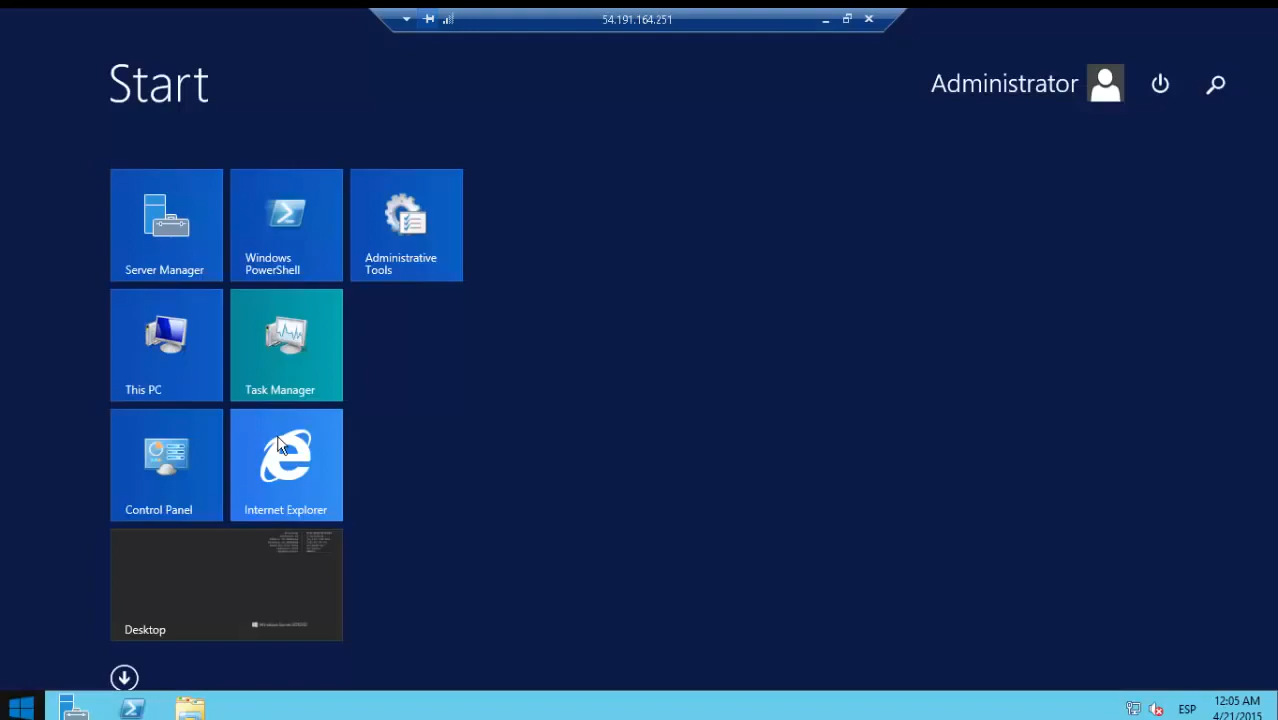 54.191.164.251
Start
Administrator
Server Manager
Windows
PowerShell
Administrative
Tools
This PC
Task Manager
Control Panel
Internet Explorer
Desktop
ESP
12:05 AM
4/21/2015